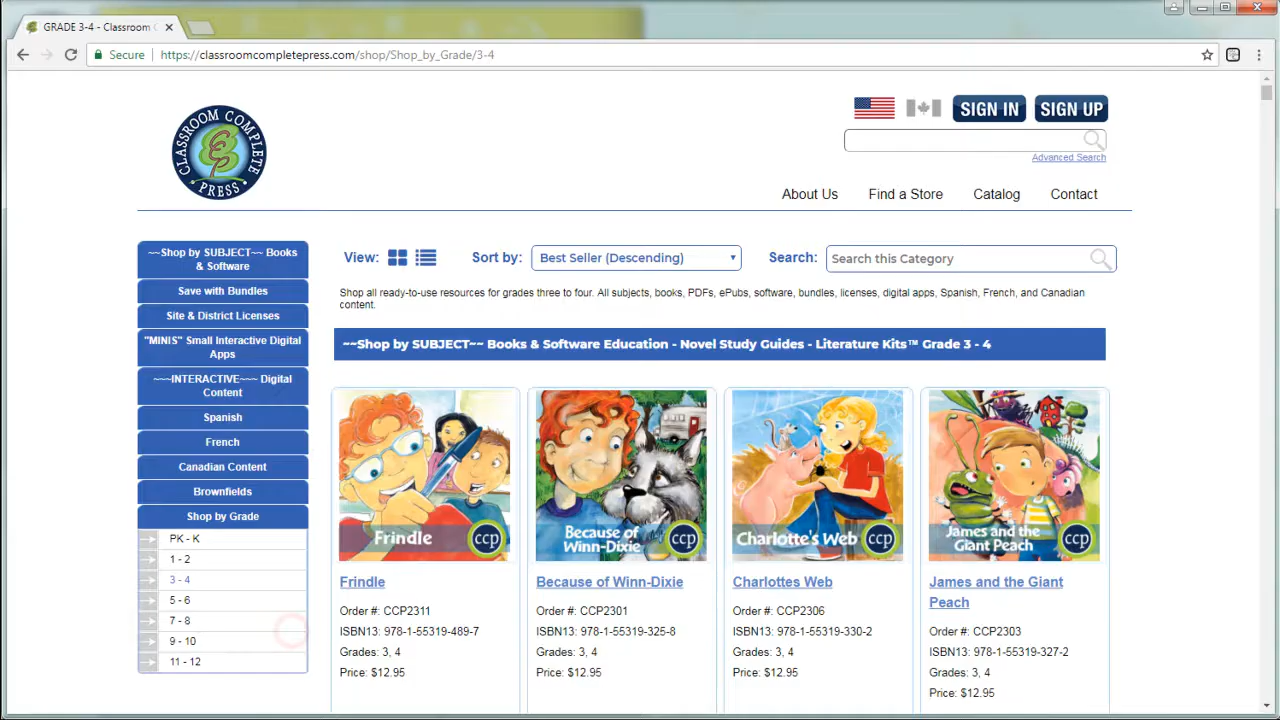 GRADE 3-4 - Classroom C
Secure https://classroomcompletepress.com/shop/Shop_by_Grade/3-4
CLASSROOM COMPLETE PRESS
SIGN IN SIGN UP
Advanced Search
About Us Find a Store Catalog Contact
~~Shop by SUBJECT~~ Books
& Software
Save with Bundles
Site & District Licenses
"MINIS" Small Interactive Digital
Apps
~~~INTERACTIVE~~~ Digital
Content
Spanish
French
Canadian Content
Brownfields
Shop by Grade
PK - K
1 - 2
3 - 4
5 - 6
7 - 8
9 - 10
11 - 12
View: Sort by: Best Seller (Descending) Search: Search this Category
Shop all ready-to-use resources for grades three to four. All subjects, books, PDFs, ePubs, software, bundles, licenses, digital apps, Spanish, French, and Canadian
content.
~~Shop by SUBJECT~~ Books & Software Education - Novel Study Guides - Literature Kits™ Grade 3 - 4
Frindle ccp
Frindle
Order #: CCP2311
ISBN13: 978-1-55319-489-7
Grades: 3, 4
Price: $12.95
Because of
Winn-Dixie ccp
Because of Winn-Dixie
Order #: CCP2301
ISBN13: 978-1-55319-325-8
Grades: 3, 4
Price: $12.95
Charlotte's Web ccp
Charlottes Web
Order #: CCP2306
ISBN13: 978-1-55319-330-2
Grades: 3, 4
Price: $12.95
James and the
Giant Peach ccp
James and the Giant
Peach
Order #: CCP2303
ISBN13: 978-1-55319-327-2
Grades: 3, 4
Price: $12.95